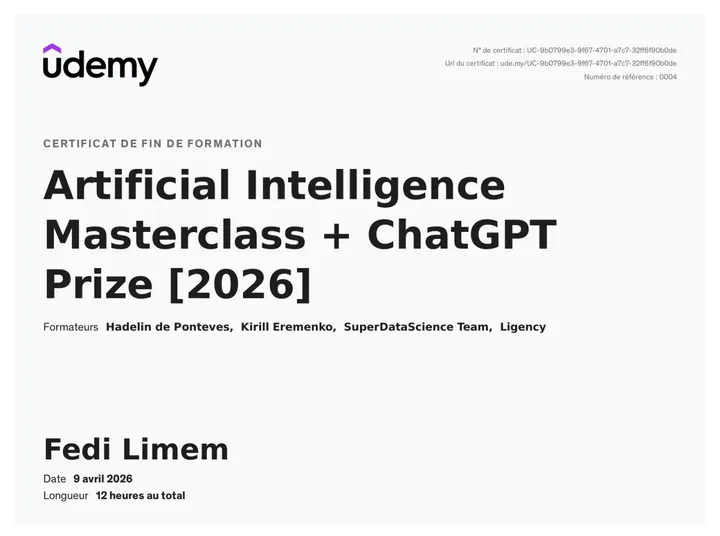 udemy
N° de certificat : UC-9b0799e3-9f67-4701-a7c7-32ff6f90b0de
Url du certificat : ude.my/UC-9b0799e3-9f67-4701-a7c7-32ff6f90b0de
Numéro de référence : 0004
CERTIFICAT DE FIN DE FORMATION
Artificial Intelligence
Masterclass + ChatGPT
Prize [2026]
Formateurs Hadelin de Ponteves, Kirill Eremenko, SuperDataScience Team, Ligency
Fedi Limem
Date 9 avril 2026
Longueur 12 heures au total